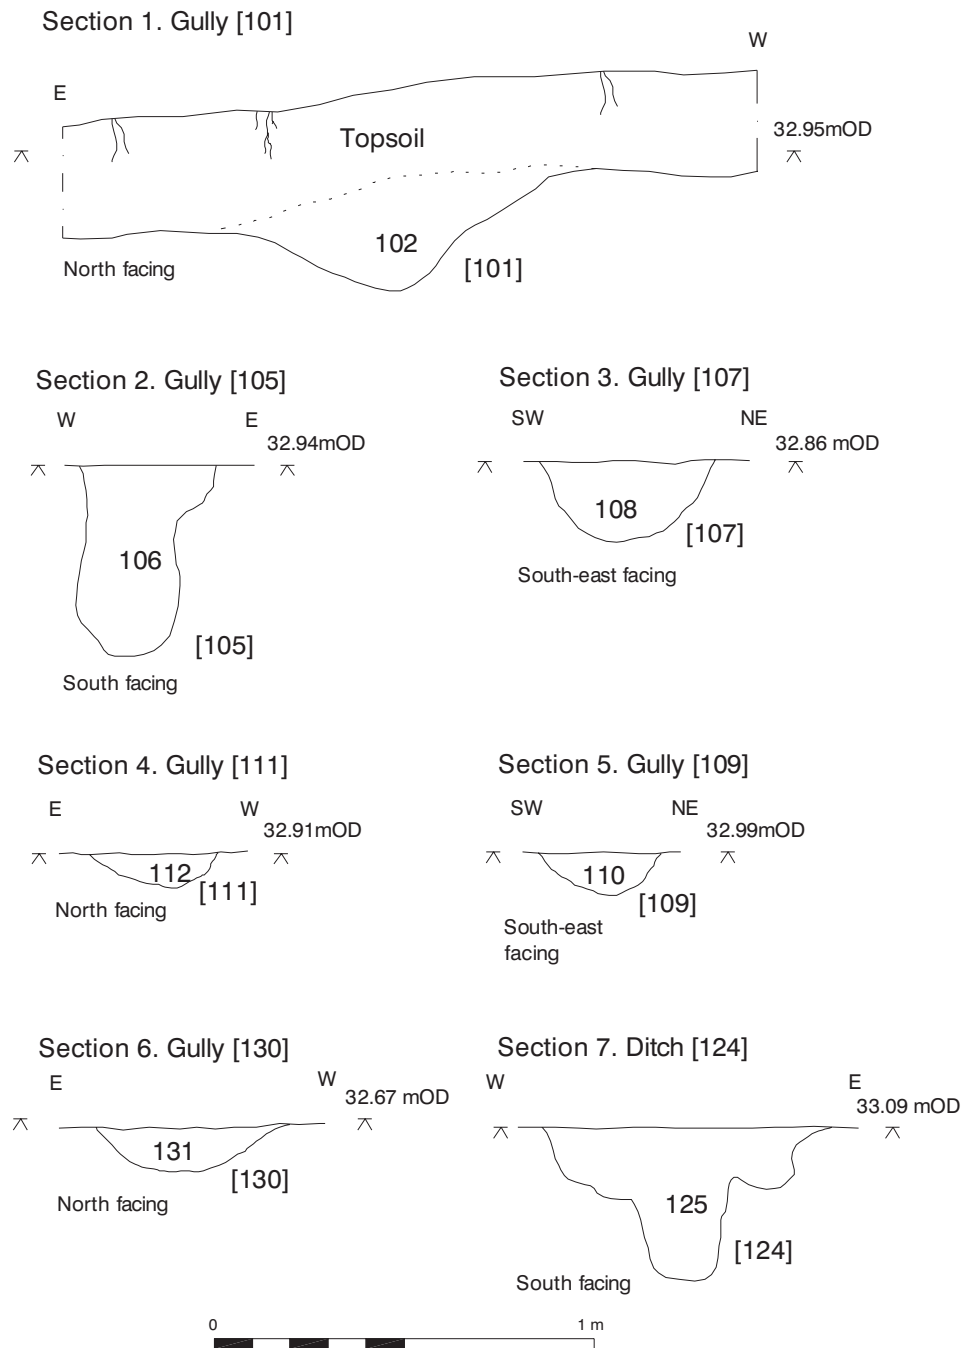 Section 1. Gully [101]
W
E
32.95mOD
Topsoil
102
[101]
North facing
Section 2. Gully [105]
W
E
32.94mOD
106
[105]
South facing
Section 3. Gully [107]
SW
NE
32.86 mOD
108
[107]
South-east facing
Section 4. Gully [111]
E
W
32.91mOD
112
[111]
North facing
Section 5. Gully [109]
SW
NE
32.99mOD
110
[109]
South-east
facing
Section 6. Gully [130]
E
W
32.67 mOD
131
[130]
North facing
Section 7. Ditch [124]
W
E
33.09 mOD
125
[124]
South facing
0
1 m